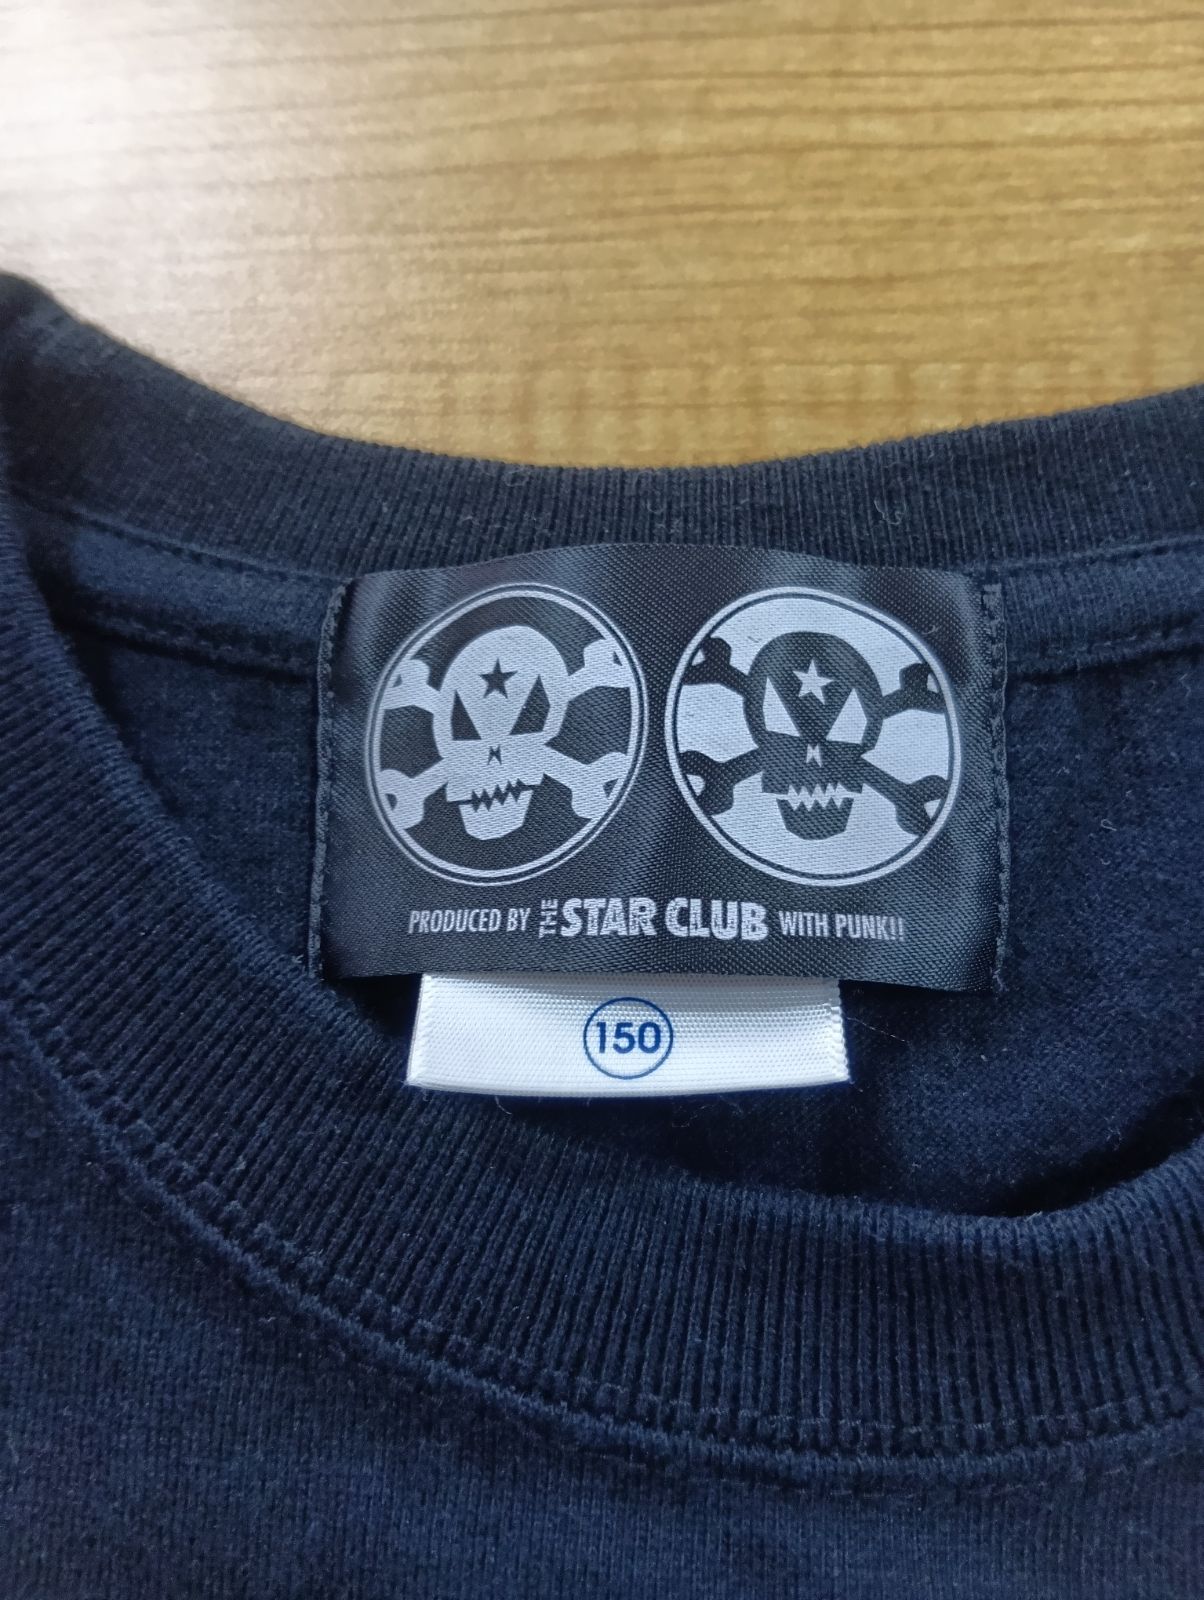 PRODUCED BY THE STAR CLUB WITH PUNK!!
150